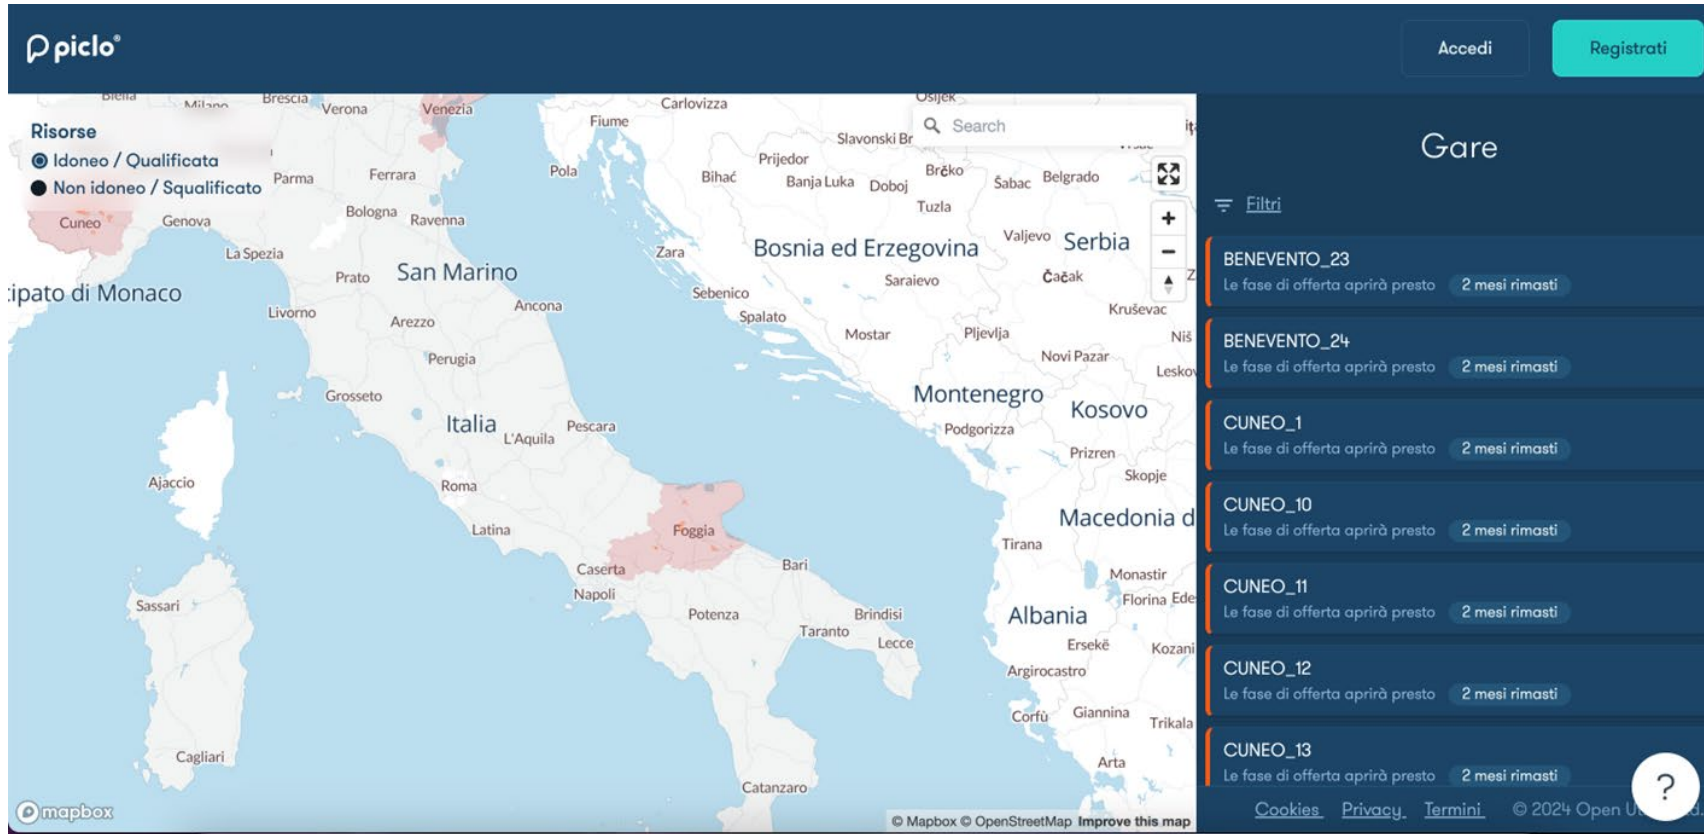 piclo®
Accedi
Registrati
Risorse
Idoneo / Qualificata
Non idoneo / Squalificato
Search
Milano
Brescia
Verona
Venezia
Carlovizza
Fiume
Slavonski Br
Osijek
Parma
Ferrara
Pola
Prijedor
Bihać
Banja Luka
Doboj
Brčko
Šabac
Belgrado
Tuzla
Cuneo
Genova
Bologna
Ravenna
La Spezia
Zara
Bosnia ed Erzegovina
Valjevo
Serbia
Prato
San Marino
Saraievo
Čačak
cipato di Monaco
Sebenico
Livorno
Ancona
Kruševac
Arezzo
Spalato
Mostar
Pljevlja
Niš
Perugia
Novi Pazar
Leskov
Grosseto
Montenegro
Kosovo
Italia
L'Aquila
Pescara
Podgorizza
Prizren
Ajaccio
Roma
Skopje
Latina
Foggia
Macedonia d
Tirana
Caserta
Bari
Monastir
Napoli
Florina
Edes
Sassari
Potenza
Brindisi
Albania
Taranto
Lecce
Ersekë
Kozani
Argirocastro
Corfù
Giannina
Trikala
Cagliari
Arta
Catanzaro
mapbox
© Mapbox © OpenStreetMap Improve this map
Gare
Filtri
BENEVENTO_23
Le fase di offerta aprirà presto 2 mesi rimasti
BENEVENTO_24
Le fase di offerta aprirà presto 2 mesi rimasti
CUNEO_1
Le fase di offerta aprirà presto 2 mesi rimasti
CUNEO_10
Le fase di offerta aprirà presto 2 mesi rimasti
CUNEO_11
Le fase di offerta aprirà presto 2 mesi rimasti
CUNEO_12
Le fase di offerta aprirà presto 2 mesi rimasti
CUNEO_13
Le fase di offerta aprirà presto 2 mesi rimasti
?
Cookies Privacy Termini © 2024 Open